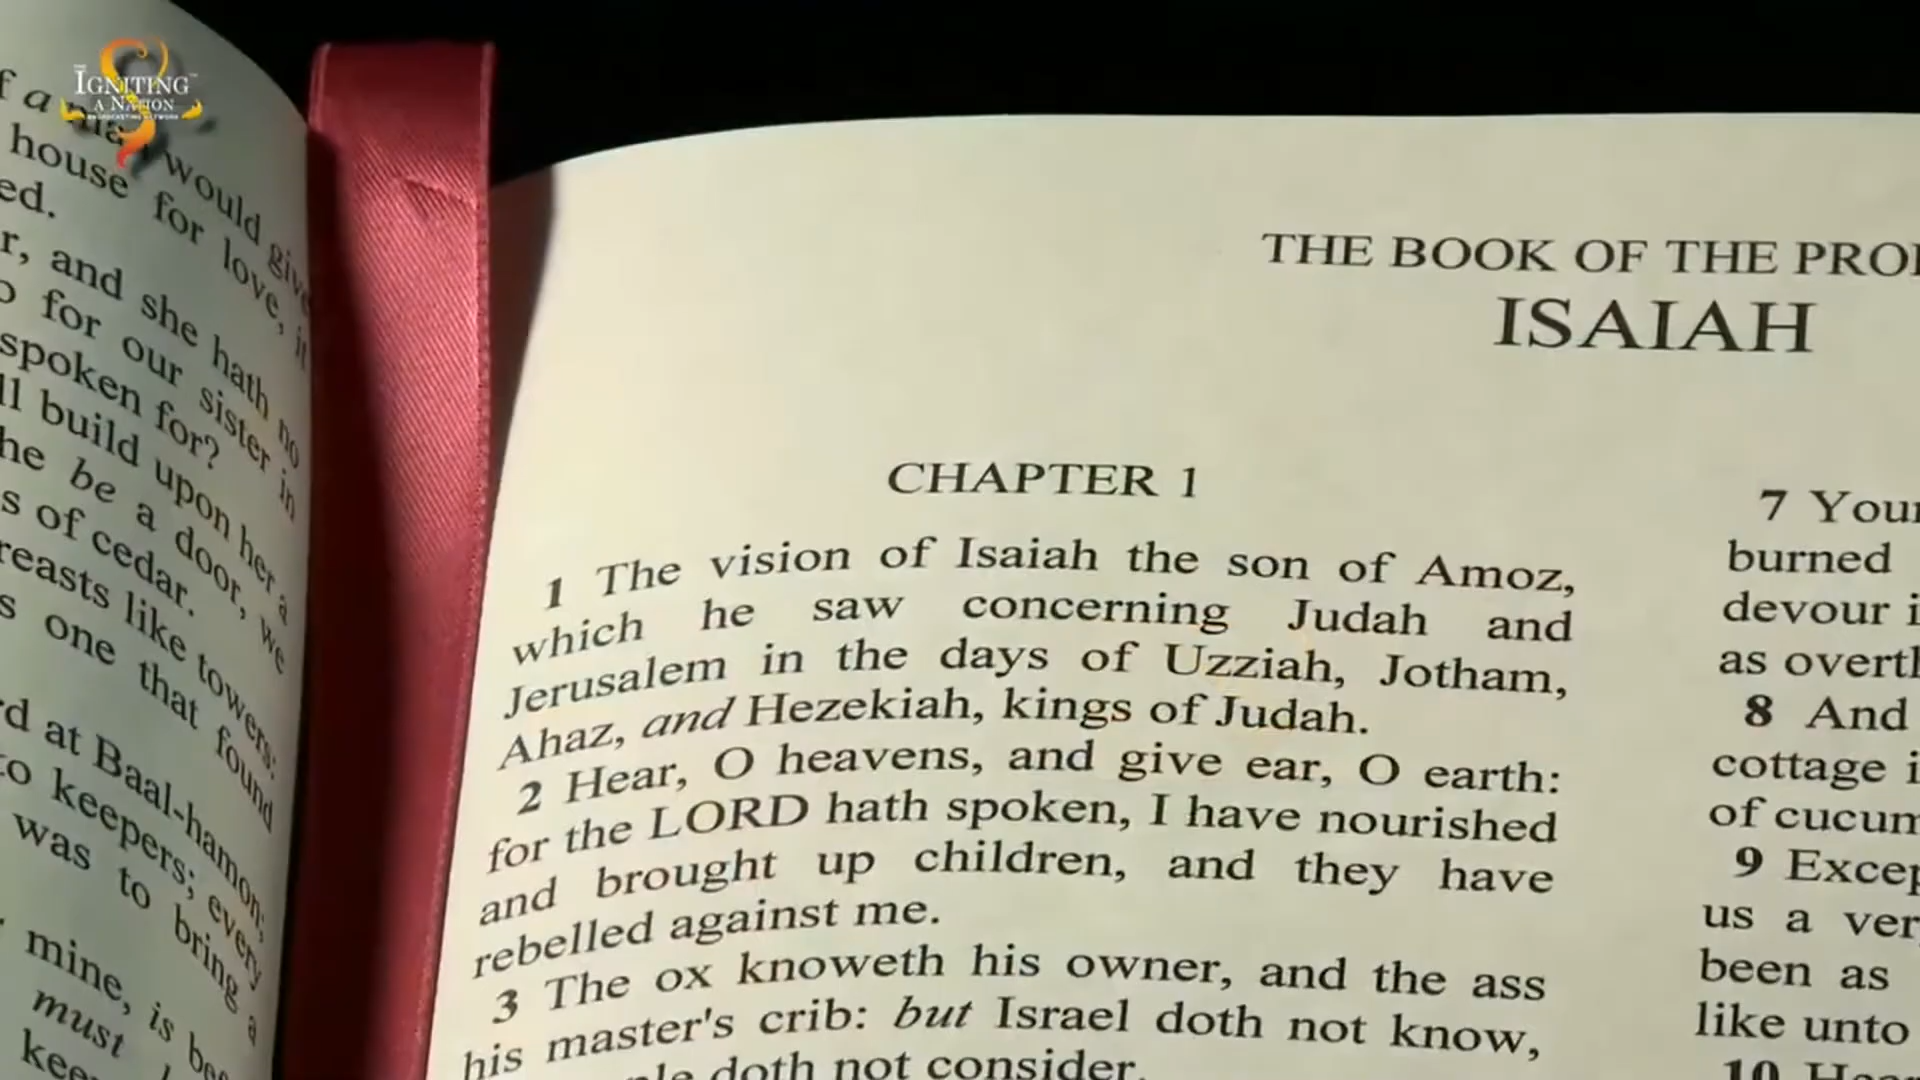 THE
IGNITING
A NATION
BROADCASTING NETWORK
f a ma would give
house for love, it
ed.
r, and she hath no
o for our sister in
spoken for?
ll build upon her a
he be a door, we
s of cedar.
reasts like towers:
s one that found
rd at Baal-hamon;
to keepers; every
was to bring a
mine, is
must
THE BOOK OF THE PRO
ISAIAH
CHAPTER 1
1 The vision of Isaiah the son of Amoz,
which he saw concerning Judah and
Jerusalem in the days of Uzziah, Jotham,
Ahaz, and Hezekiah, kings of Judah.
2 Hear, O heavens, and give ear, O earth:
for the LORD hath spoken, I have nourished
and brought up children, and they have
rebelled against me.
3 The ox knoweth his owner, and the ass
his master's crib: but Israel doth not know,
doth not consider.
7 Your
burned
devour i
as overth
8 And
cottage i
of cucum
9 Excep
us a ver
been as
like unto
10